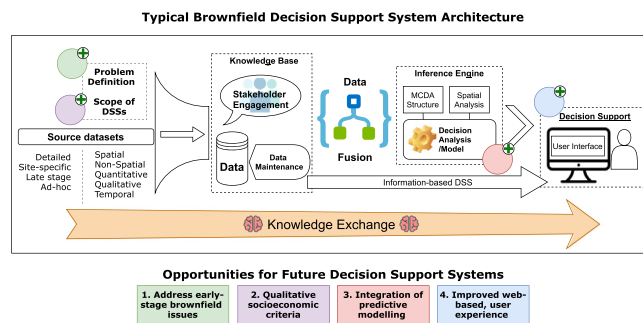 Typical Brownfield Decision Support System Architecture
Problem
Definition
Scope of
DSSs
Source datasets
Detailed
Site-specific
Late stage
Ad-hoc
Spatial
Non-Spatial
Quantitative
Qualitative
Temporal
Knowledge Base
Stakeholder
Engagement
Data
Data
Maintenance
Data
Fusion
Inference Engine
MCDA
Structure
Spatial
Analysis
Decision
Analysis
/Model
Information-based DSS
Decision Support
User Interface
Knowledge Exchange
Opportunities for Future Decision Support Systems
1. Address early-
stage brownfield
issues
2. Qualitative
socioeconomic
criteria
3. Integration of
predictive
modelling
4. Improved web-
based, user
experience